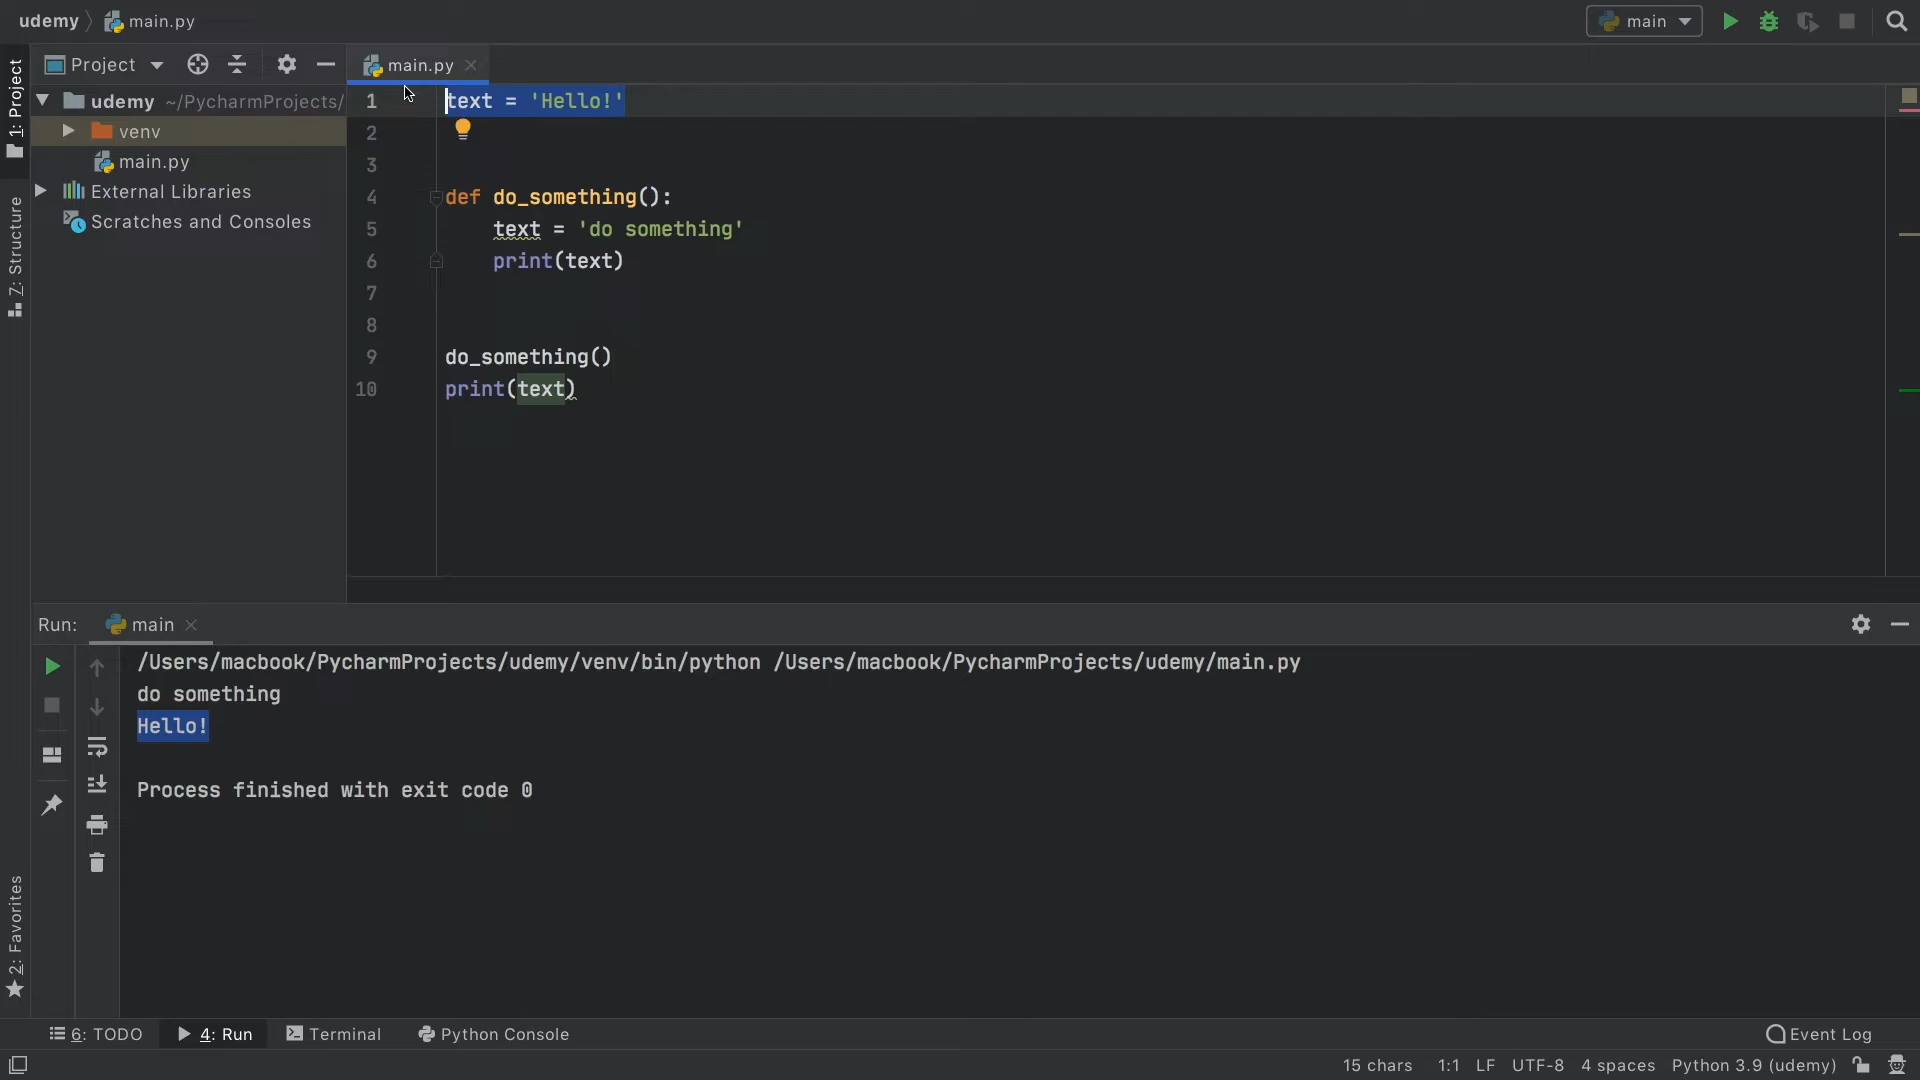 udemy main.py
main
Project
main.py
1: Project
udemy ~/PycharmProjects/
venv
main.py
External Libraries
Scratches and Consoles
Z: Structure
2: Favorites
1 text = 'Hello!'
2
3
4 def do_something():
5 text = 'do something'
6 print(text)
7
8
9 do_something()
10 print(text)
Run: main
/Users/macbook/PycharmProjects/udemy/venv/bin/python /Users/macbook/PycharmProjects/udemy/main.py
do something
Hello!
Process finished with exit code 0
6: TODO 4: Run Terminal Python Console Event Log
15 chars 1:1 LF UTF-8 4 spaces Python 3.9 (udemy)